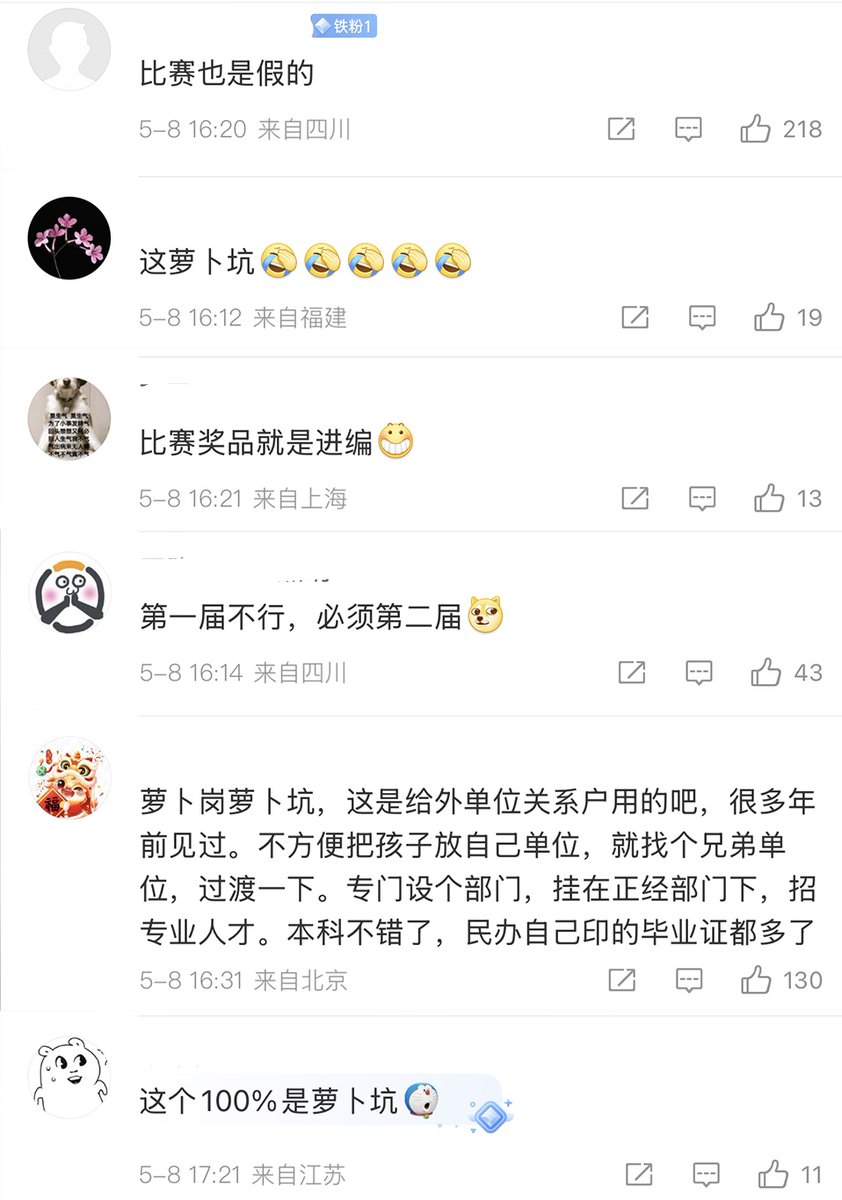 铁粉1
比赛也是假的
5-8 16:20 来自四川
218
这萝卜坑
5-8 16:12 来自福建
19
比赛奖品就是进编
5-8 16:21 来自上海
13
第一届不行，必须第二届
5-8 16:14 来自四川
43
萝卜岗萝卜坑，这是给外单位关系户用的吧，很多年
前见过。不方便把孩子放自己单位，就找个兄弟单
位，过渡一下。专门设个部门，挂在正经部门下，招
专业人才。本科不错了，民办自己印的毕业证都多了
5-8 16:31 来自北京
130
这个100%是萝卜坑
5-8 17:21 来自江苏
11